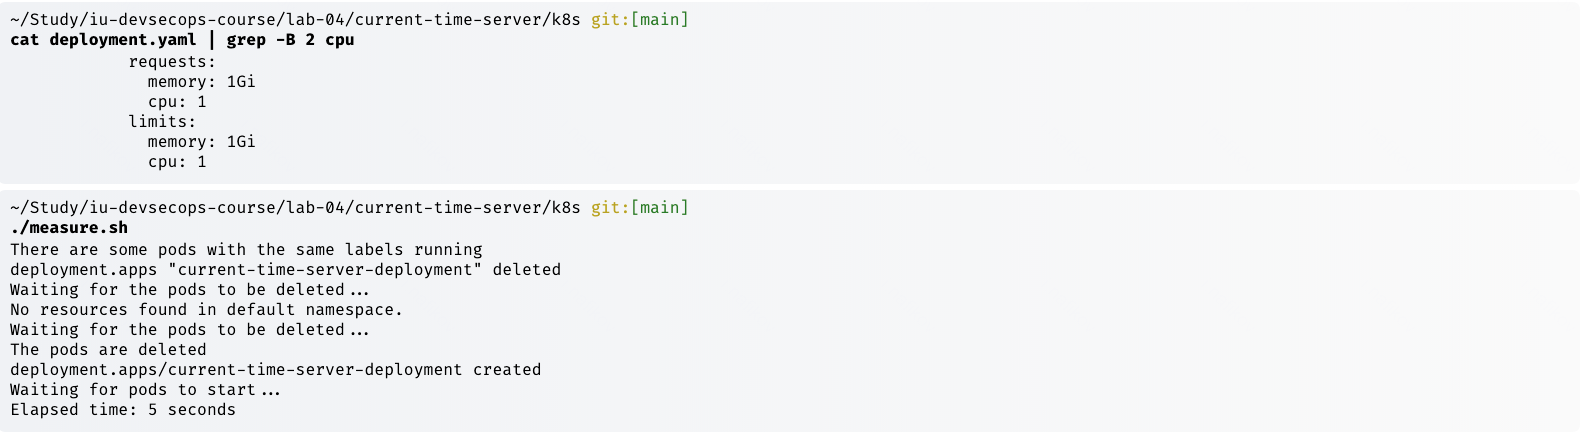 ~/Study/iu-devsecops-course/lab-04/current-time-server/k8s git:[main]
cat deployment.yaml | grep -B 2 cpu
            requests:
              memory: 1Gi
              cpu: 1
            limits:
              memory: 1Gi
              cpu: 1
~/Study/iu-devsecops-course/lab-04/current-time-server/k8s git:[main]
./measure.sh
There are some pods with the same labels running
deployment.apps "current-time-server-deployment" deleted
Waiting for the pods to be deleted...
No resources found in default namespace.
Waiting for the pods to be deleted...
The pods are deleted
deployment.apps/current-time-server-deployment created
Waiting for pods to start...
Elapsed time: 5 seconds